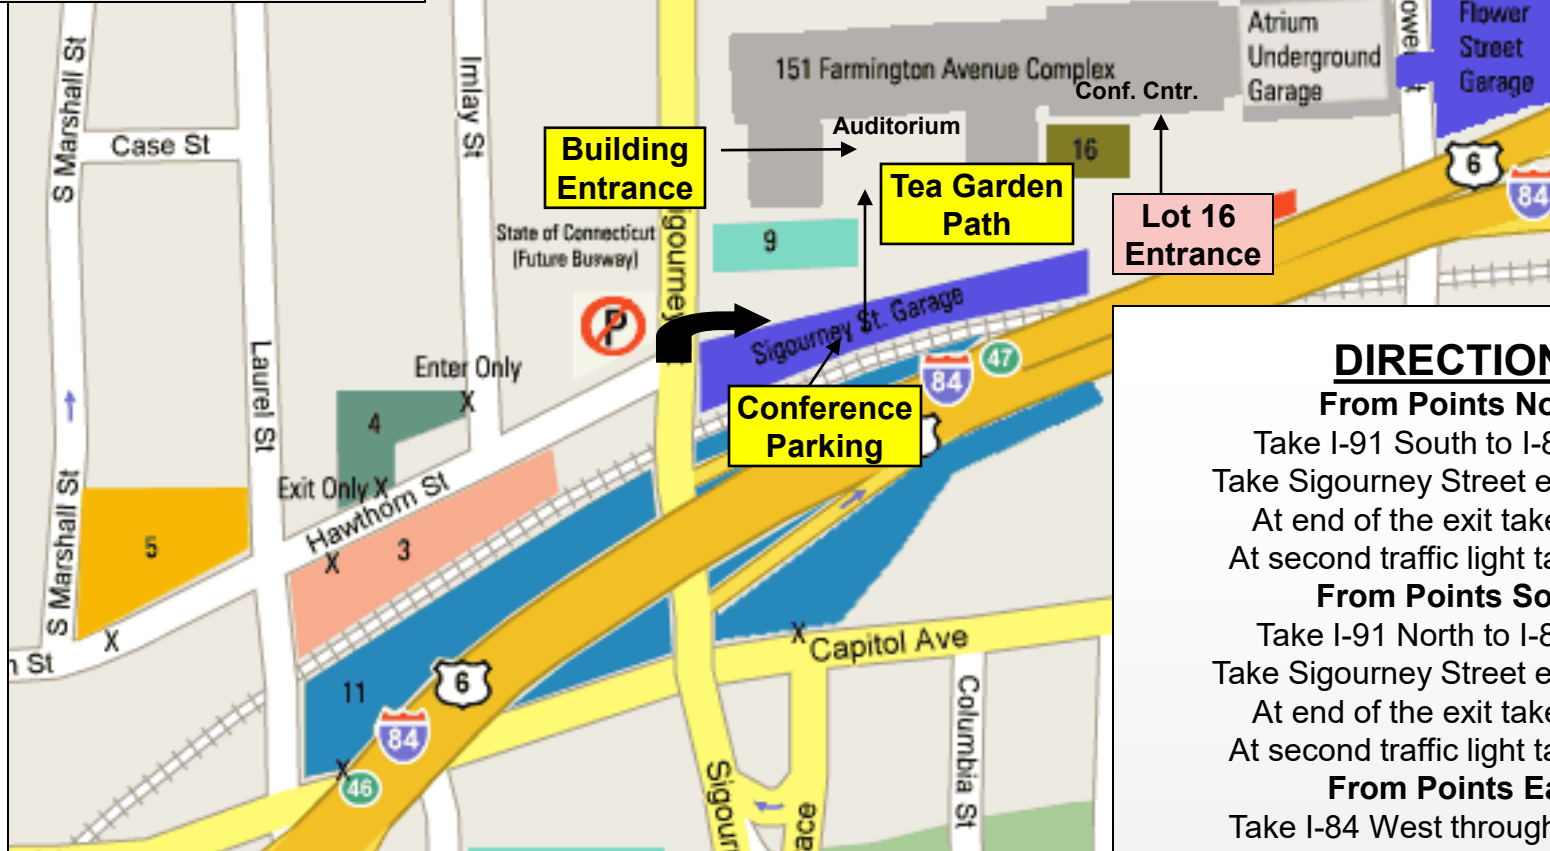 Flower
Street
Garage
Atrium
Underground
Garage
151 Farmington Avenue Complex
Conf. Cntr.
S Marshall St
Imlay St
Case St
Auditorium
Building
Entrance
16
6
84
Tea Garden
Path
Lot 16
Entrance
State of Connecticut
(Future Busway)
9
Sigourney
P
Sigourney St. Garage
Laurel St
Enter Only
X
4
84
47
Conference
Parking
Exit Only X
Hawthorn St
X
3
5
S Marshall St
X
n St
X
Capitol Ave
11
6
84
X
46
Columbia St
Sigour
ace
DIRECTION
From Points No
Take I-91 South to I-8
Take Sigourney Street e
At end of the exit take
At second traffic light ta
From Points So
Take I-91 North to I-8
Take Sigourney Street e
At end of the exit take
At second traffic light ta
From Points Ea
Take I-84 West through